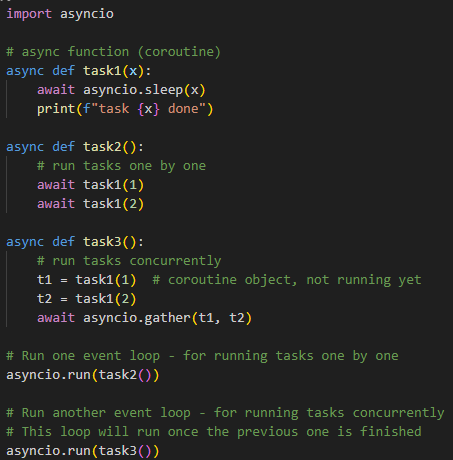 import asyncio

# async function (coroutine)
async def task1(x):
    await asyncio.sleep(x)
    print(f"task {x} done")

async def task2():
    # run tasks one by one
    await task1(1)
    await task1(2)

async def task3():
    # run tasks concurrently
    t1 = task1(1)  # coroutine object, not running yet
    t2 = task1(2)
    await asyncio.gather(t1, t2)

# Run one event loop - for running tasks one by one
asyncio.run(task2())

# Run another event loop - for running tasks concurrently
# This loop will run once the previous one is finished
asyncio.run(task3())